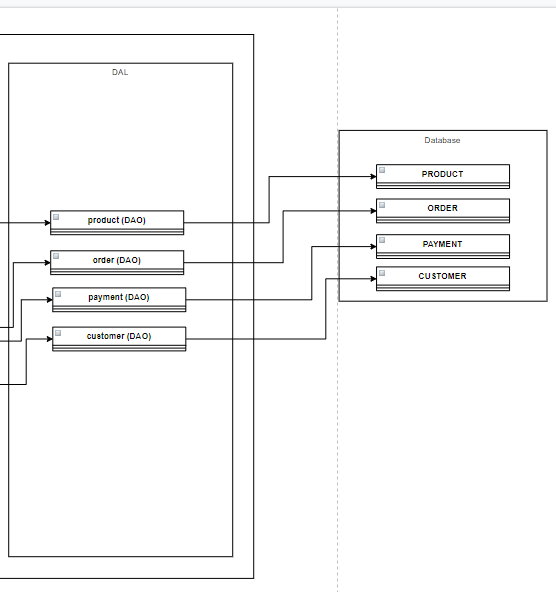 DAL
product (DAO)
order (DAO)
payment (DAO)
customer (DAO)
Database
PRODUCT
ORDER
PAYMENT
CUSTOMER